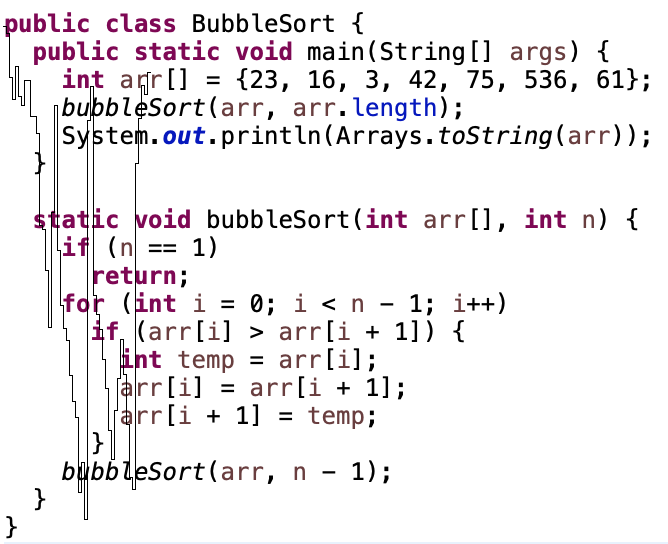 public class BubbleSort {
public static void main(String[] args) {
int arr[] = {23, 16, 3, 42, 75, 536, 61};
bubbleSort(arr, arr.length);
System.out.println(Arrays.toString(arr));
}
static void bubbleSort(int arr[], int n) {
if (n == 1)
return;
for (int i = 0; i < n - 1; i++)
if (arr[i] > arr[i + 1]) {
int temp = arr[i];
arr[i] = arr[i + 1];
arr[i + 1] = temp;
}
bubbleSort(arr, n - 1);
}
}